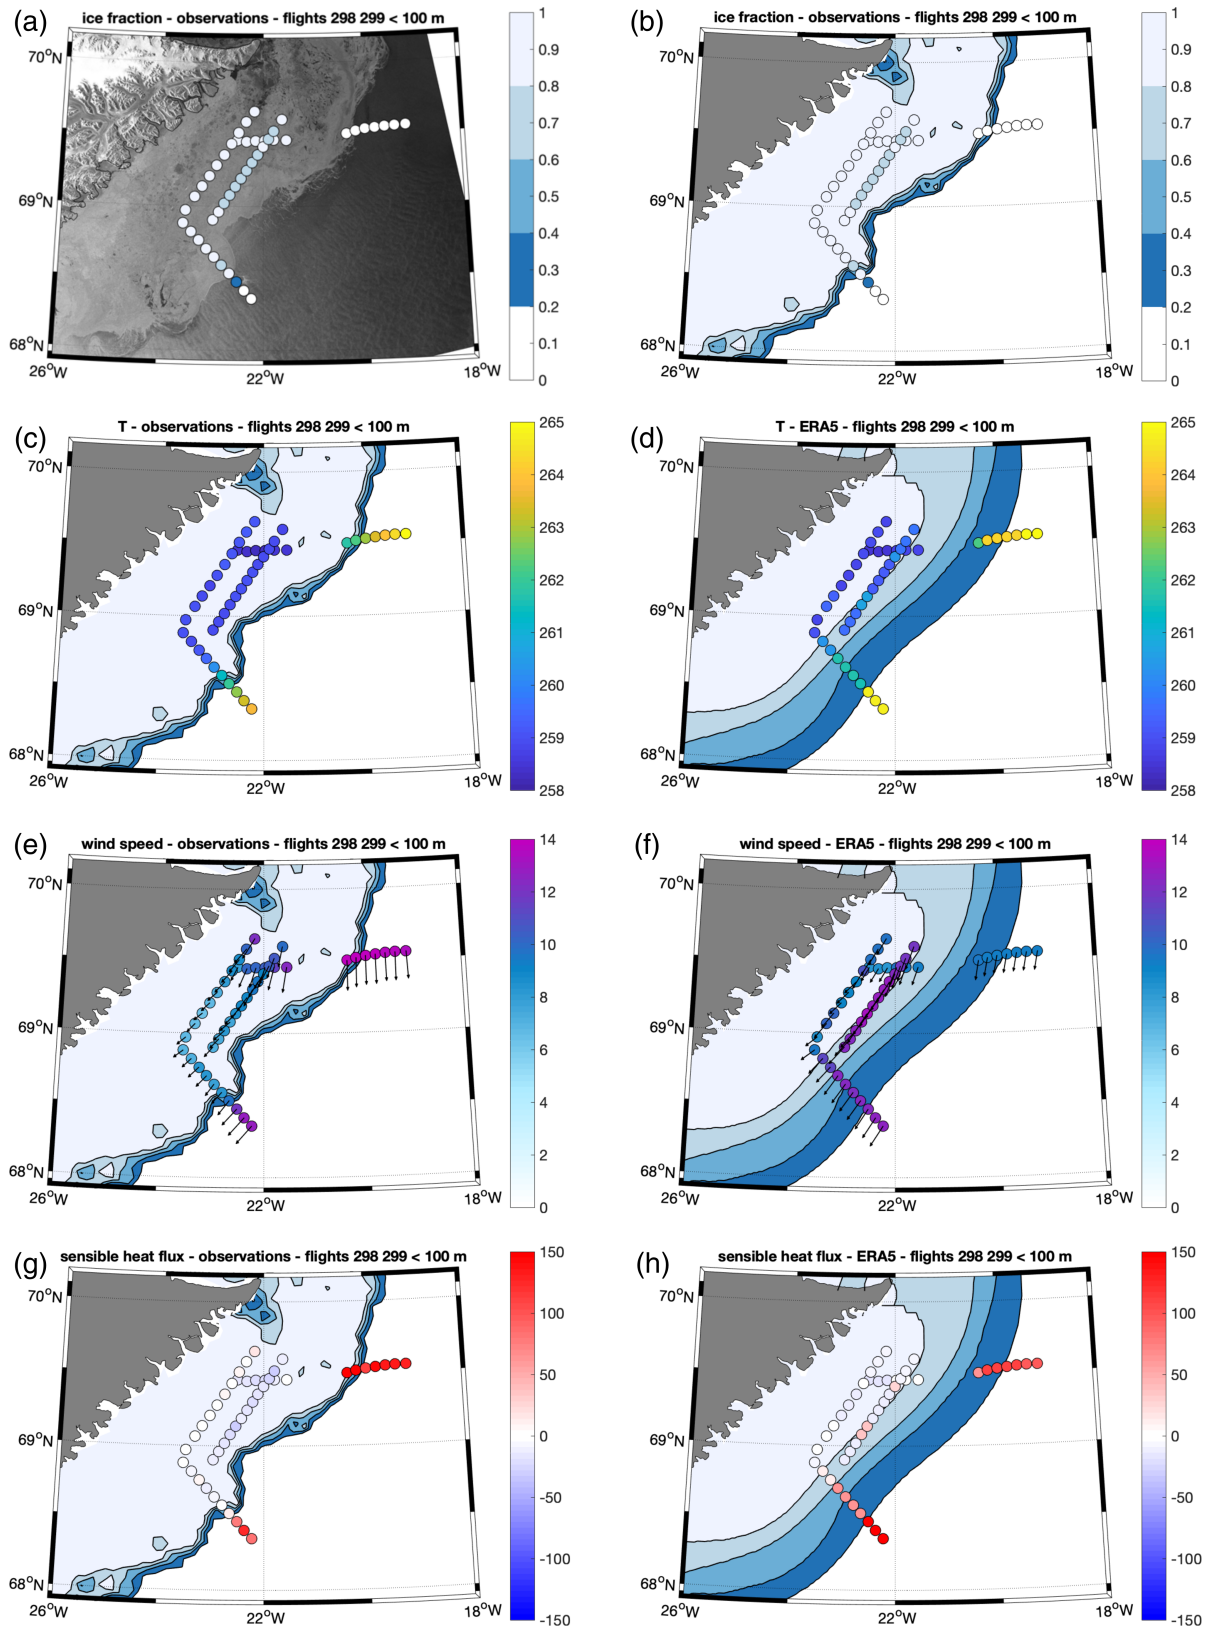 (a)
ice fraction - observations - flights 298 299 < 100 m
70°N
69°N
68°N
26°W
22°W
18°W
1
0.9
0.8
0.7
0.6
0.5
0.4
0.3
0.2
0.1
0
(b)
ice fraction - observations - flights 298 299 < 100 m
70°N
69°N
68°N
26°W
22°W
18°W
1
0.9
0.8
0.7
0.6
0.5
0.4
0.3
0.2
0.1
0
(c)
T - observations - flights 298 299 < 100 m
70°N
69°N
68°N
26°W
22°W
18°W
265
264
263
262
261
260
259
258
(d)
T - ERA5 - flights 298 299 < 100 m
70°N
69°N
68°N
26°W
22°W
18°W
265
264
263
262
261
260
259
258
(e)
wind speed - observations - flights 298 299 < 100 m
70°N
69°N
68°N
26°W
22°W
18°W
14
12
10
8
6
4
2
0
(f)
wind speed - ERA5 - flights 298 299 < 100 m
70°N
69°N
68°N
26°W
22°W
18°W
14
12
10
8
6
4
2
0
(g)
sensible heat flux - observations - flights 298 299 < 100 m
70°N
69°N
68°N
26°W
22°W
18°W
150
100
50
0
-50
-100
-150
(h)
sensible heat flux - ERA5 - flights 298 299 < 100 m
70°N
69°N
68°N
26°W
22°W
18°W
150
100
50
0
-50
-100
-150